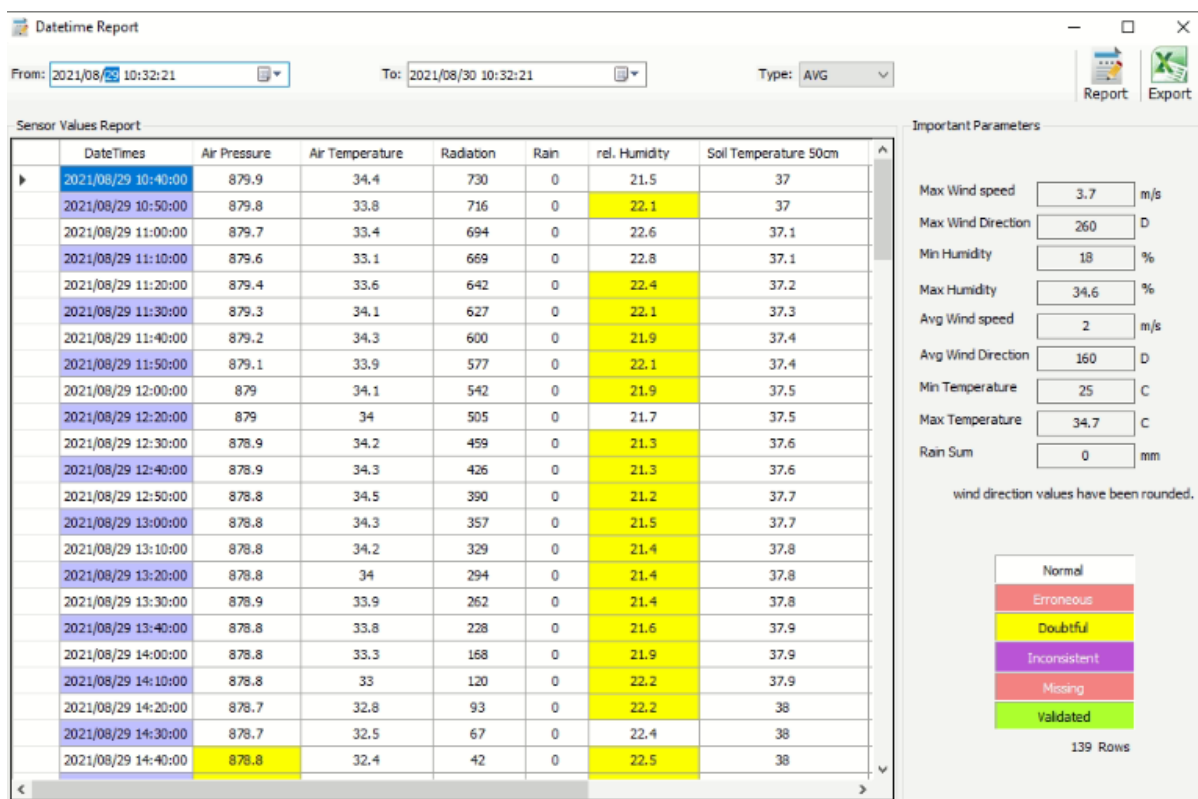 Datetime Report
From: 2021/08/29 10:32:21 To: 2021/08/30 10:32:21 Type: AVG Report Export
Sensor Values Report
DateTimes Air Pressure Air Temperature Radiation Rain rel. Humidity Soil Temperature 50cm
2021/08/29 10:40:00 879.9 34.4 730 0 21.5 37
2021/08/29 10:50:00 879.8 33.8 716 0 22.1 37
2021/08/29 11:00:00 879.7 33.4 694 0 22.6 37.1
2021/08/29 11:10:00 879.6 33.1 669 0 22.8 37.1
2021/08/29 11:20:00 879.4 33.6 642 0 22.4 37.2
2021/08/29 11:30:00 879.3 34.1 627 0 22.1 37.3
2021/08/29 11:40:00 879.2 34.3 600 0 21.9 37.4
2021/08/29 11:50:00 879.1 33.9 577 0 22.1 37.4
2021/08/29 12:00:00 879 34.1 542 0 21.9 37.5
2021/08/29 12:20:00 879 34 505 0 21.7 37.5
2021/08/29 12:30:00 878.9 34.2 459 0 21.3 37.6
2021/08/29 12:40:00 878.9 34.3 426 0 21.3 37.6
2021/08/29 12:50:00 878.8 34.5 390 0 21.2 37.7
2021/08/29 13:00:00 878.8 34.3 357 0 21.5 37.7
2021/08/29 13:10:00 878.8 34.2 329 0 21.4 37.8
2021/08/29 13:20:00 878.8 34 294 0 21.4 37.8
2021/08/29 13:30:00 878.9 33.9 262 0 21.4 37.8
2021/08/29 13:40:00 878.8 33.8 228 0 21.6 37.9
2021/08/29 14:00:00 878.8 33.3 168 0 21.9 37.9
2021/08/29 14:10:00 878.8 33 120 0 22.2 37.9
2021/08/29 14:20:00 878.7 32.8 93 0 22.2 38
2021/08/29 14:30:00 878.7 32.5 67 0 22.4 38
2021/08/29 14:40:00 878.8 32.4 42 0 22.5 38
Important Parameters
Max Wind speed 3.7 m/s
Max Wind Direction 260 D
Min Humidity 18 %
Max Humidity 34.6 %
Avg Wind speed 2 m/s
Avg Wind Direction 160 D
Min Temperature 25 C
Max Temperature 34.7 C
Rain Sum 0 mm
wind direction values have been rounded.
Normal
Erroneous
Doubtful
Inconsistent
Missing
Validated
139 Rows